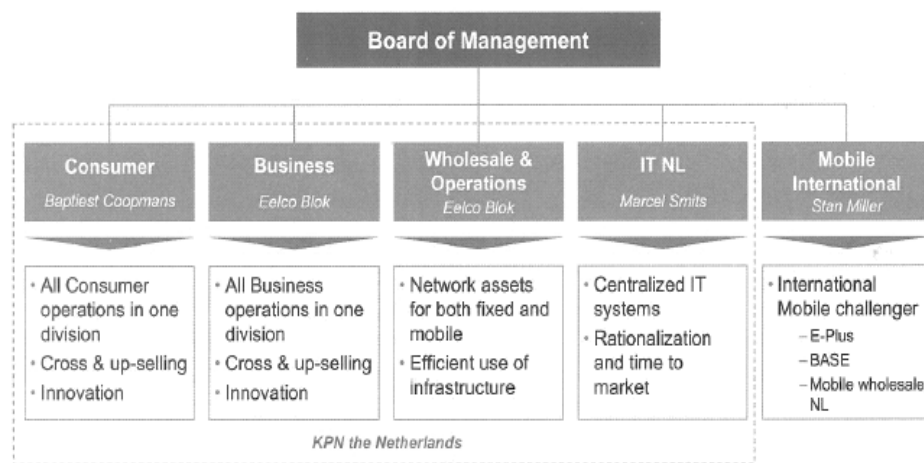 Board of Management
Consumer
Baptiest Coopmans
Business
Eelco Blok
Wholesale &
Operations
Eelco Blok
IT NL
Marcel Smits
Mobile
International
Stan Miller
• All Consumer
operations in one
division
• Cross & up-selling
• Innovation
• All Business
operations in one
division
• Cross & up-selling
• Innovation
• Network assets
for both fixed and
mobile
• Efficient use of
infrastructure
• Centralized IT
systems
• Rationalization
and time to
market
• International
Mobile challenger
– E-Plus
– BASE
– Mobile wholesale
NL
KPN the Netherlands